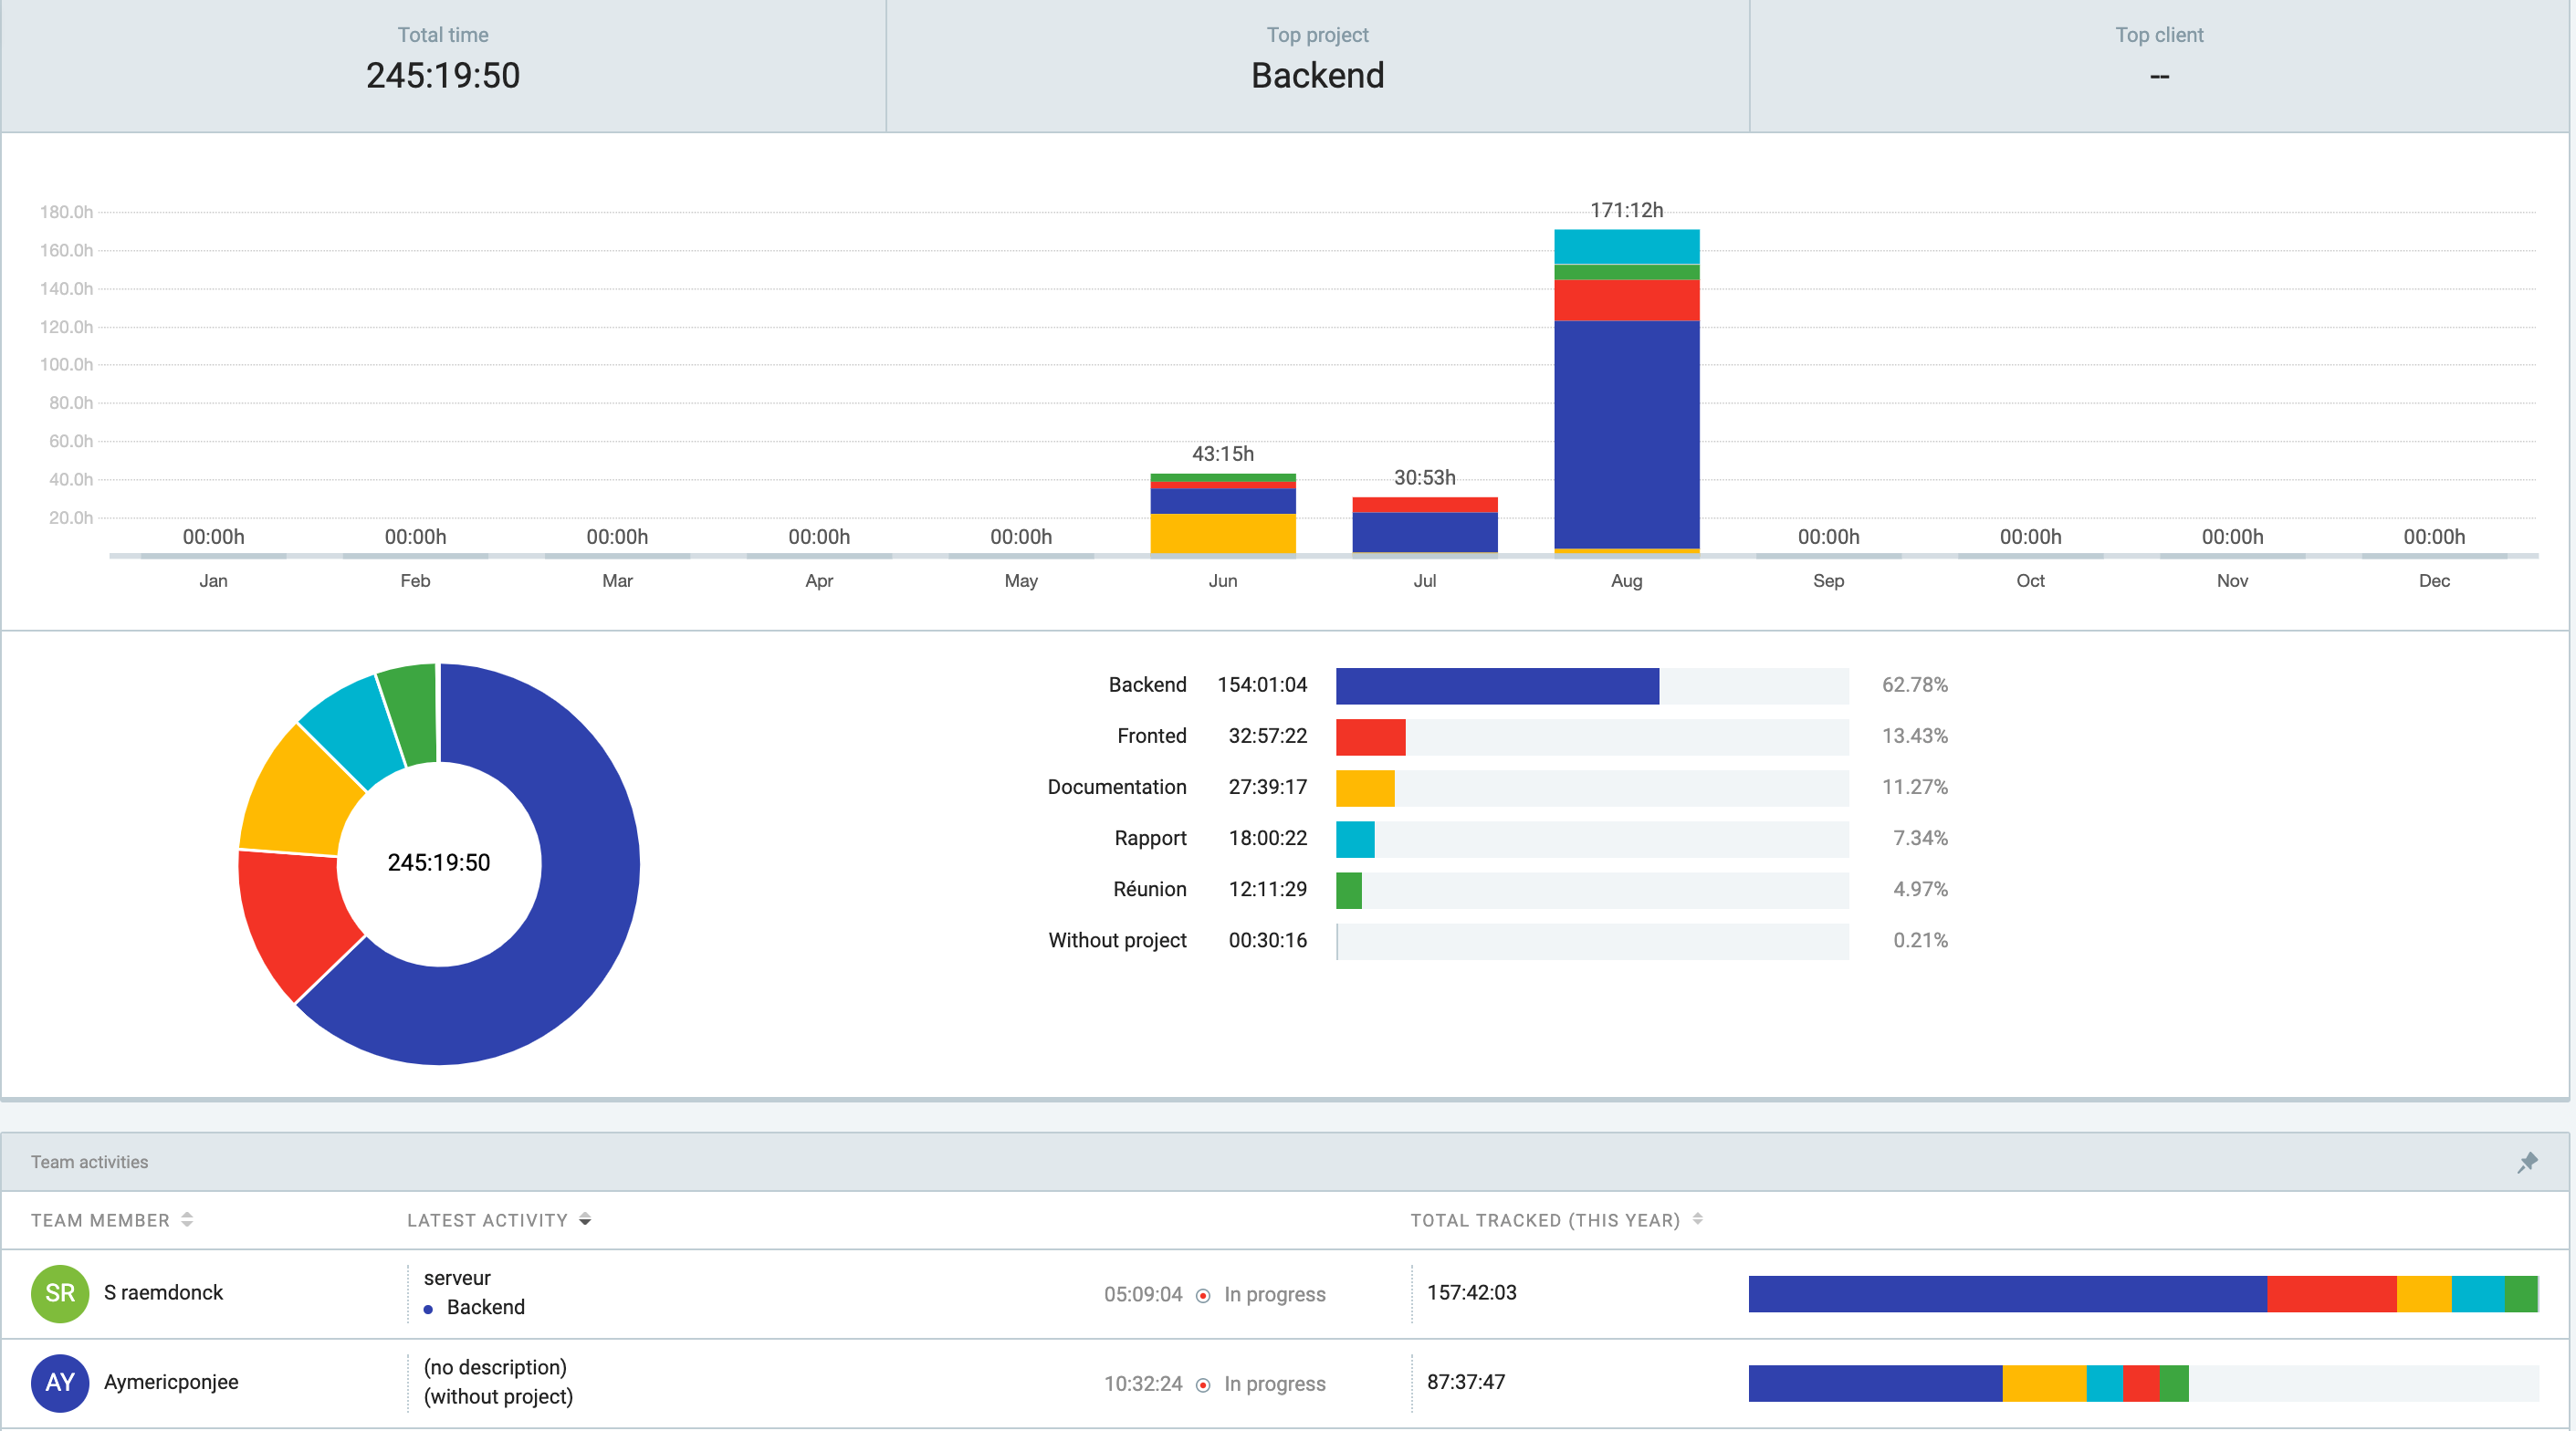 Total time
245:19:50
Top project
Backend
Top client
--
180.0h
160.0h
140.0h
120.0h
100.0h
80.0h
60.0h
40.0h
20.0h
00:00h
00:00h
00:00h
00:00h
00:00h
43:15h
30:53h
171:12h
00:00h
00:00h
00:00h
00:00h
Jan
Feb
Mar
Apr
May
Jun
Jul
Aug
Sep
Oct
Nov
Dec
245:19:50
Backend 154:01:04 62.78%
Fronted 32:57:22 13.43%
Documentation 27:39:17 11.27%
Rapport 18:00:22 7.34%
Réunion 12:11:29 4.97%
Without project 00:30:16 0.21%
Team activities
TEAM MEMBER LATEST ACTIVITY TOTAL TRACKED (THIS YEAR)
SR S raemdonck
serveur
Backend
05:09:04 In progress
157:42:03
AY Aymericponjee
(no description)
(without project)
10:32:24 In progress
87:37:47